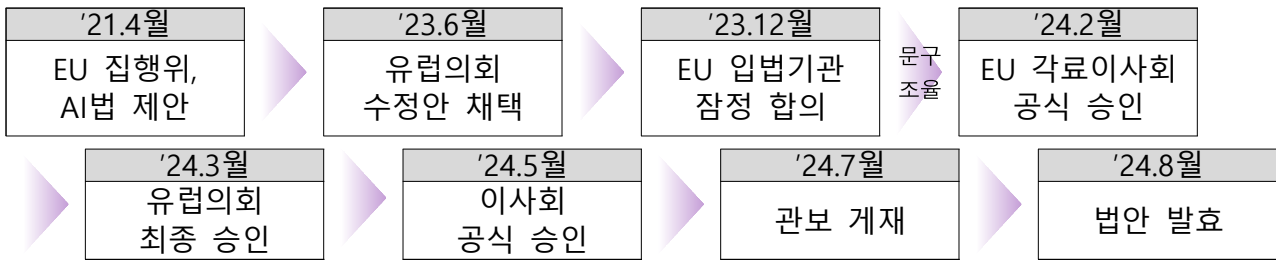 '21.4월
EU 집행위,
AI법 제안
'23.6월
유럽의회
수정안 채택
'23.12월
EU 입법기관
잠정 합의
문구
조율
'24.2월
EU 각료이사회
공식 승인
'24.3월
유럽의회
최종 승인
'24.5월
이사회
공식 승인
'24.7월
관보 게재
'24.8월
법안 발효